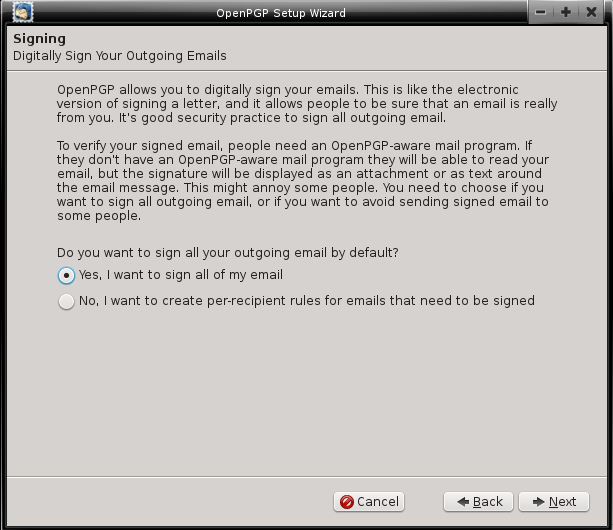 OpenPGP Setup Wizard
Signing
Digitally Sign Your Outgoing Emails
OpenPGP allows you to digitally sign your emails. This is like the electronic
version of signing a letter, and it allows people to be sure that an email is really
from you. It's good security practice to sign all outgoing email.
To verify your signed email, people need an OpenPGP-aware mail program. If
they don't have an OpenPGP-aware mail program they will be able to read your
email, but the signature will be displayed as an attachment or as text around
the email message. This might annoy some people. You need to choose if you
want to sign all outgoing email, or if you want to avoid sending signed email to
some people.
Do you want to sign all your outgoing email by default?
Yes, I want to sign all of my email
No, I want to create per-recipient rules for emails that need to be signed
Cancel Back Next